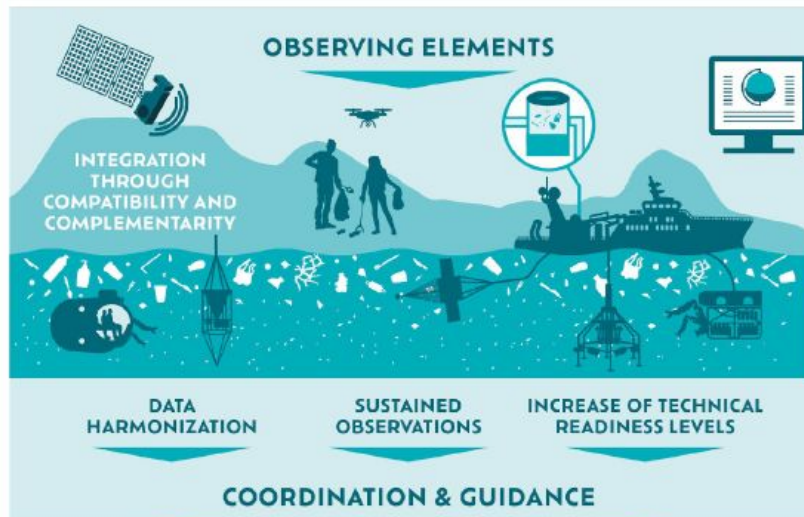 OBSERVING ELEMENTS
INTEGRATION
THROUGH
COMPATIBILITY AND
COMPLEMENTARITY
DATA
HARMONIZATION
SUSTAINED
OBSERVATIONS
INCREASE OF TECHNICAL
READINESS LEVELS
COORDINATION & GUIDANCE